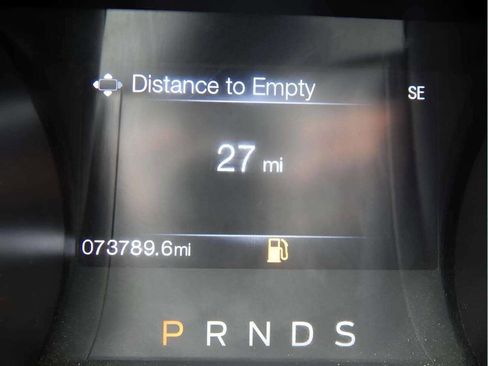 Distance to Empty
SE
27 mi
073789.6mi
P R N D S